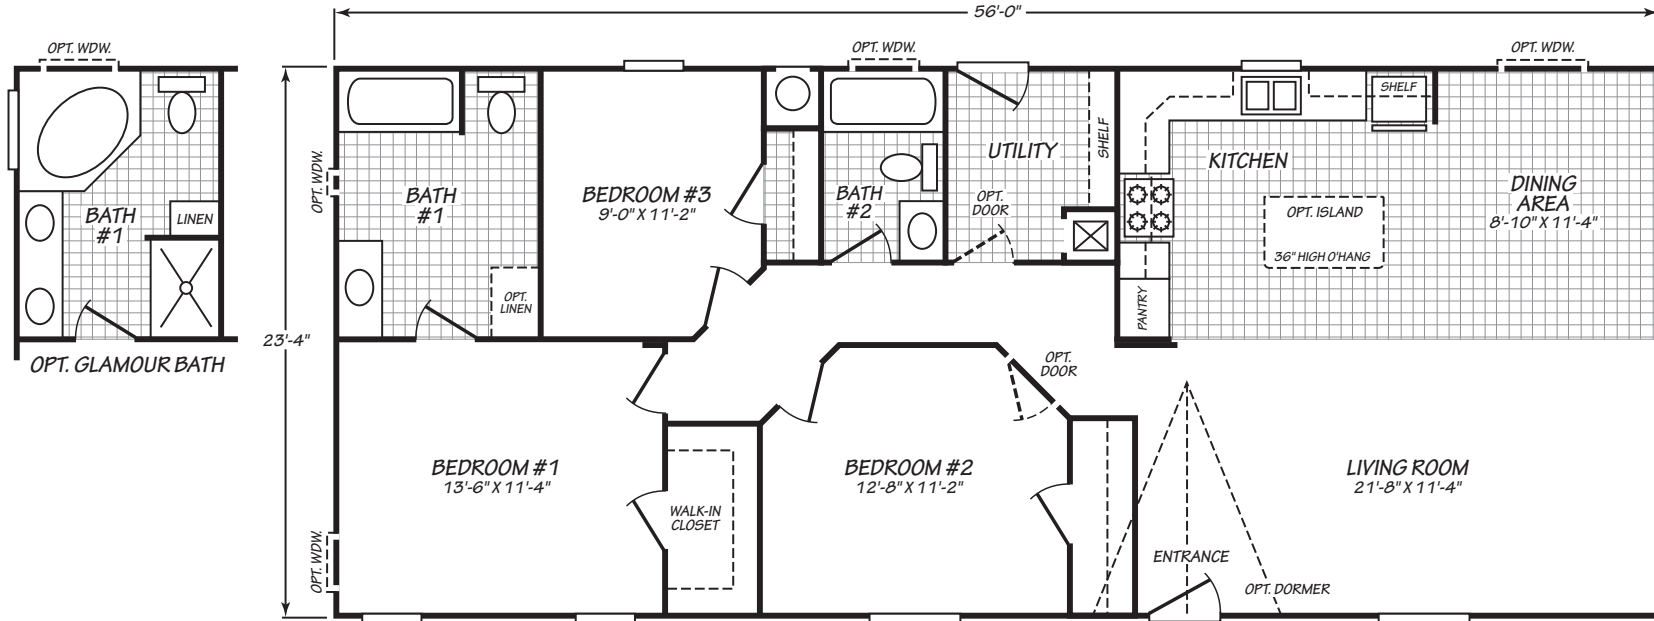 56'-0"
OPT. WDW.
BATH
#1
LINEN
OPT. GLAMOUR BATH
23'-4"
OPT. WDW.
BATH
#1
OPT.
LINEN
BEDROOM #3
9'-0" X 11'-2"
OPT. WDW.
BATH
#2
UTILITY
SHELF
OPT.
DOOR
KITCHEN
SHELF
OPT. ISLAND
36" HIGH O'HANG
PANTRY
OPT. WDW.
DINING
AREA
8'-10" X 11'-4"
BEDROOM #1
13'-6" X 11'-4"
OPT. WDW.
WALK-IN
CLOSET
BEDROOM #2
12'-8" X 11'-2"
OPT.
DOOR
LIVING ROOM
21'-8" X 11'-4"
ENTRANCE
OPT. DORMER